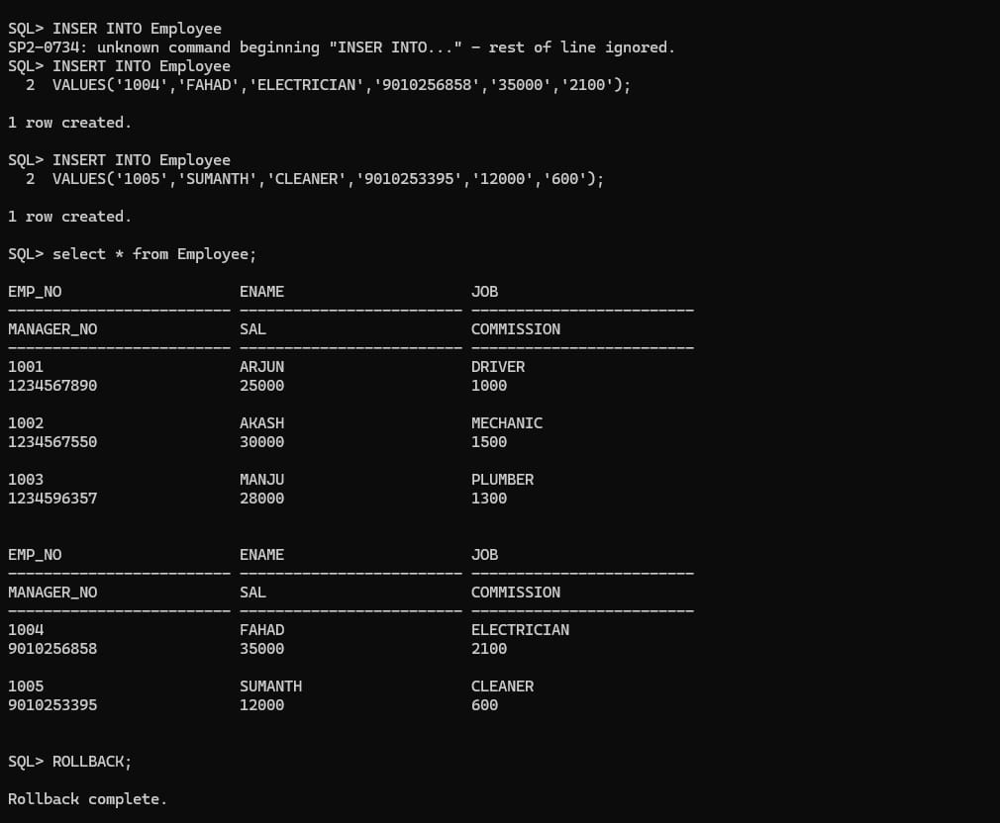 SQL> INSER INTO Employee
SP2-0734: unknown command beginning "INSER INTO..." - rest of line ignored.
SQL> INSERT INTO Employee
  2  VALUES('1004','FAHAD','ELECTRICIAN','9010256858','35000','2100');

1 row created.

SQL> INSERT INTO Employee
  2  VALUES('1005','SUMANTH','CLEANER','9010253395','12000','600');

1 row created.

SQL> select * from Employee;

EMP_NO                    ENAME                     JOB
------------------------- ------------------------- -------------------------
MANAGER_NO                SAL                       COMMISSION
------------------------- ------------------------- -------------------------
1001                      ARJUN                     DRIVER
1234567890                25000                     1000

1002                      AKASH                     MECHANIC
1234567550                30000                     1500

1003                      MANJU                     PLUMBER
1234596357                28000                     1300


EMP_NO                    ENAME                     JOB
------------------------- ------------------------- -------------------------
MANAGER_NO                SAL                       COMMISSION
------------------------- ------------------------- -------------------------
1004                      FAHAD                     ELECTRICIAN
9010256858                35000                     2100

1005                      SUMANTH                   CLEANER
9010253395                12000                     600


SQL> ROLLBACK;

Rollback complete.